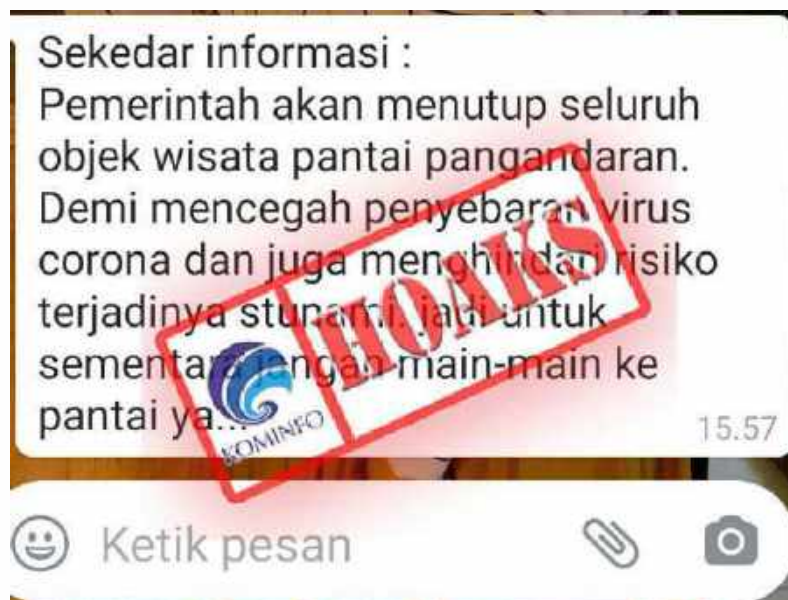 Sekedar informasi :
Pemerintah akan menutup seluruh
objek wisata pantai pangandaran.
Demi mencegah penyebaran virus
corona dan juga menghindari risiko
terjadinya stunami. jadi untuk
sementara jangan main-main ke
pantai ya...
15.57
HOAKS
KOMINFO
Ketik pesan